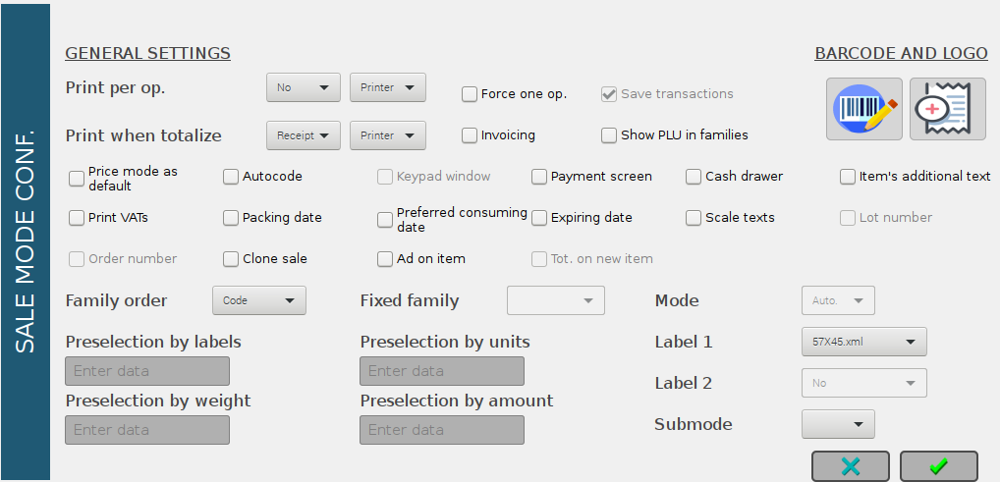 SALE MODE CONF.
GENERAL SETTINGS
BARCODE AND LOGO
Print per op.
No
Printer
Force one op.
Save transactions
Print when totalize
Receipt
Printer
Invoicing
Show PLU in families
Price mode as
default
Autocode
Keypad window
Payment screen
Cash drawer
Item's additional text
Print VATs
Packing date
Preferred consuming
date
Expiring date
Scale texts
Lot number
Order number
Clone sale
Ad on item
Tot. on new item
Family order
Code
Fixed family
Mode
Auto.
Preselection by labels
Preselection by units
Label 1
57X45.xml
Enter data
Enter data
Label 2
No
Preselection by weight
Preselection by amount
Submode
Enter data
Enter data